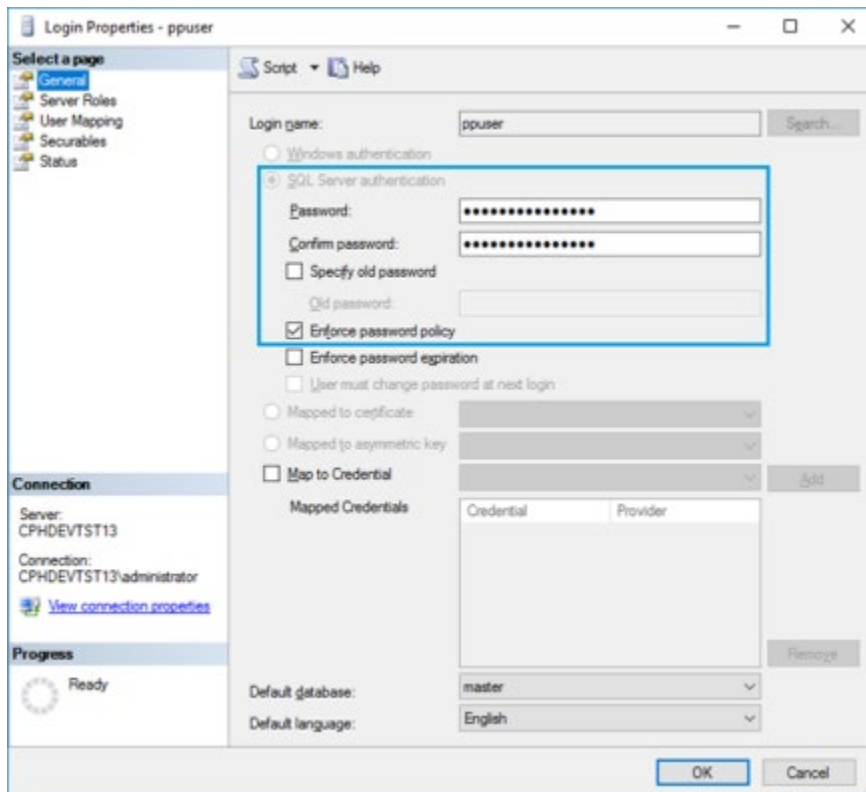 Login Properties - ppuser
Select a page
General
Server Roles
User Mapping
Securables
Status
Script
Help
Login name:
ppuser
Search...
Windows authentication
SQL Server authentication
Password:
•••••••••••••••
Confirm password:
•••••••••••••••
Specify old password
Old password:
Enforce password policy
Enforce password expiration
User must change password at next login
Mapped to certificate
Mapped to asymmetric key
Map to Credential
Add
Mapped Credentials
Credential
Provider
Remove
Default database:
master
Default language:
English
Connection
Server:
CPHDEVTST13
Connection:
CPHDEVTST13\administrator
View connection properties
Progress
Ready
OK
Cancel